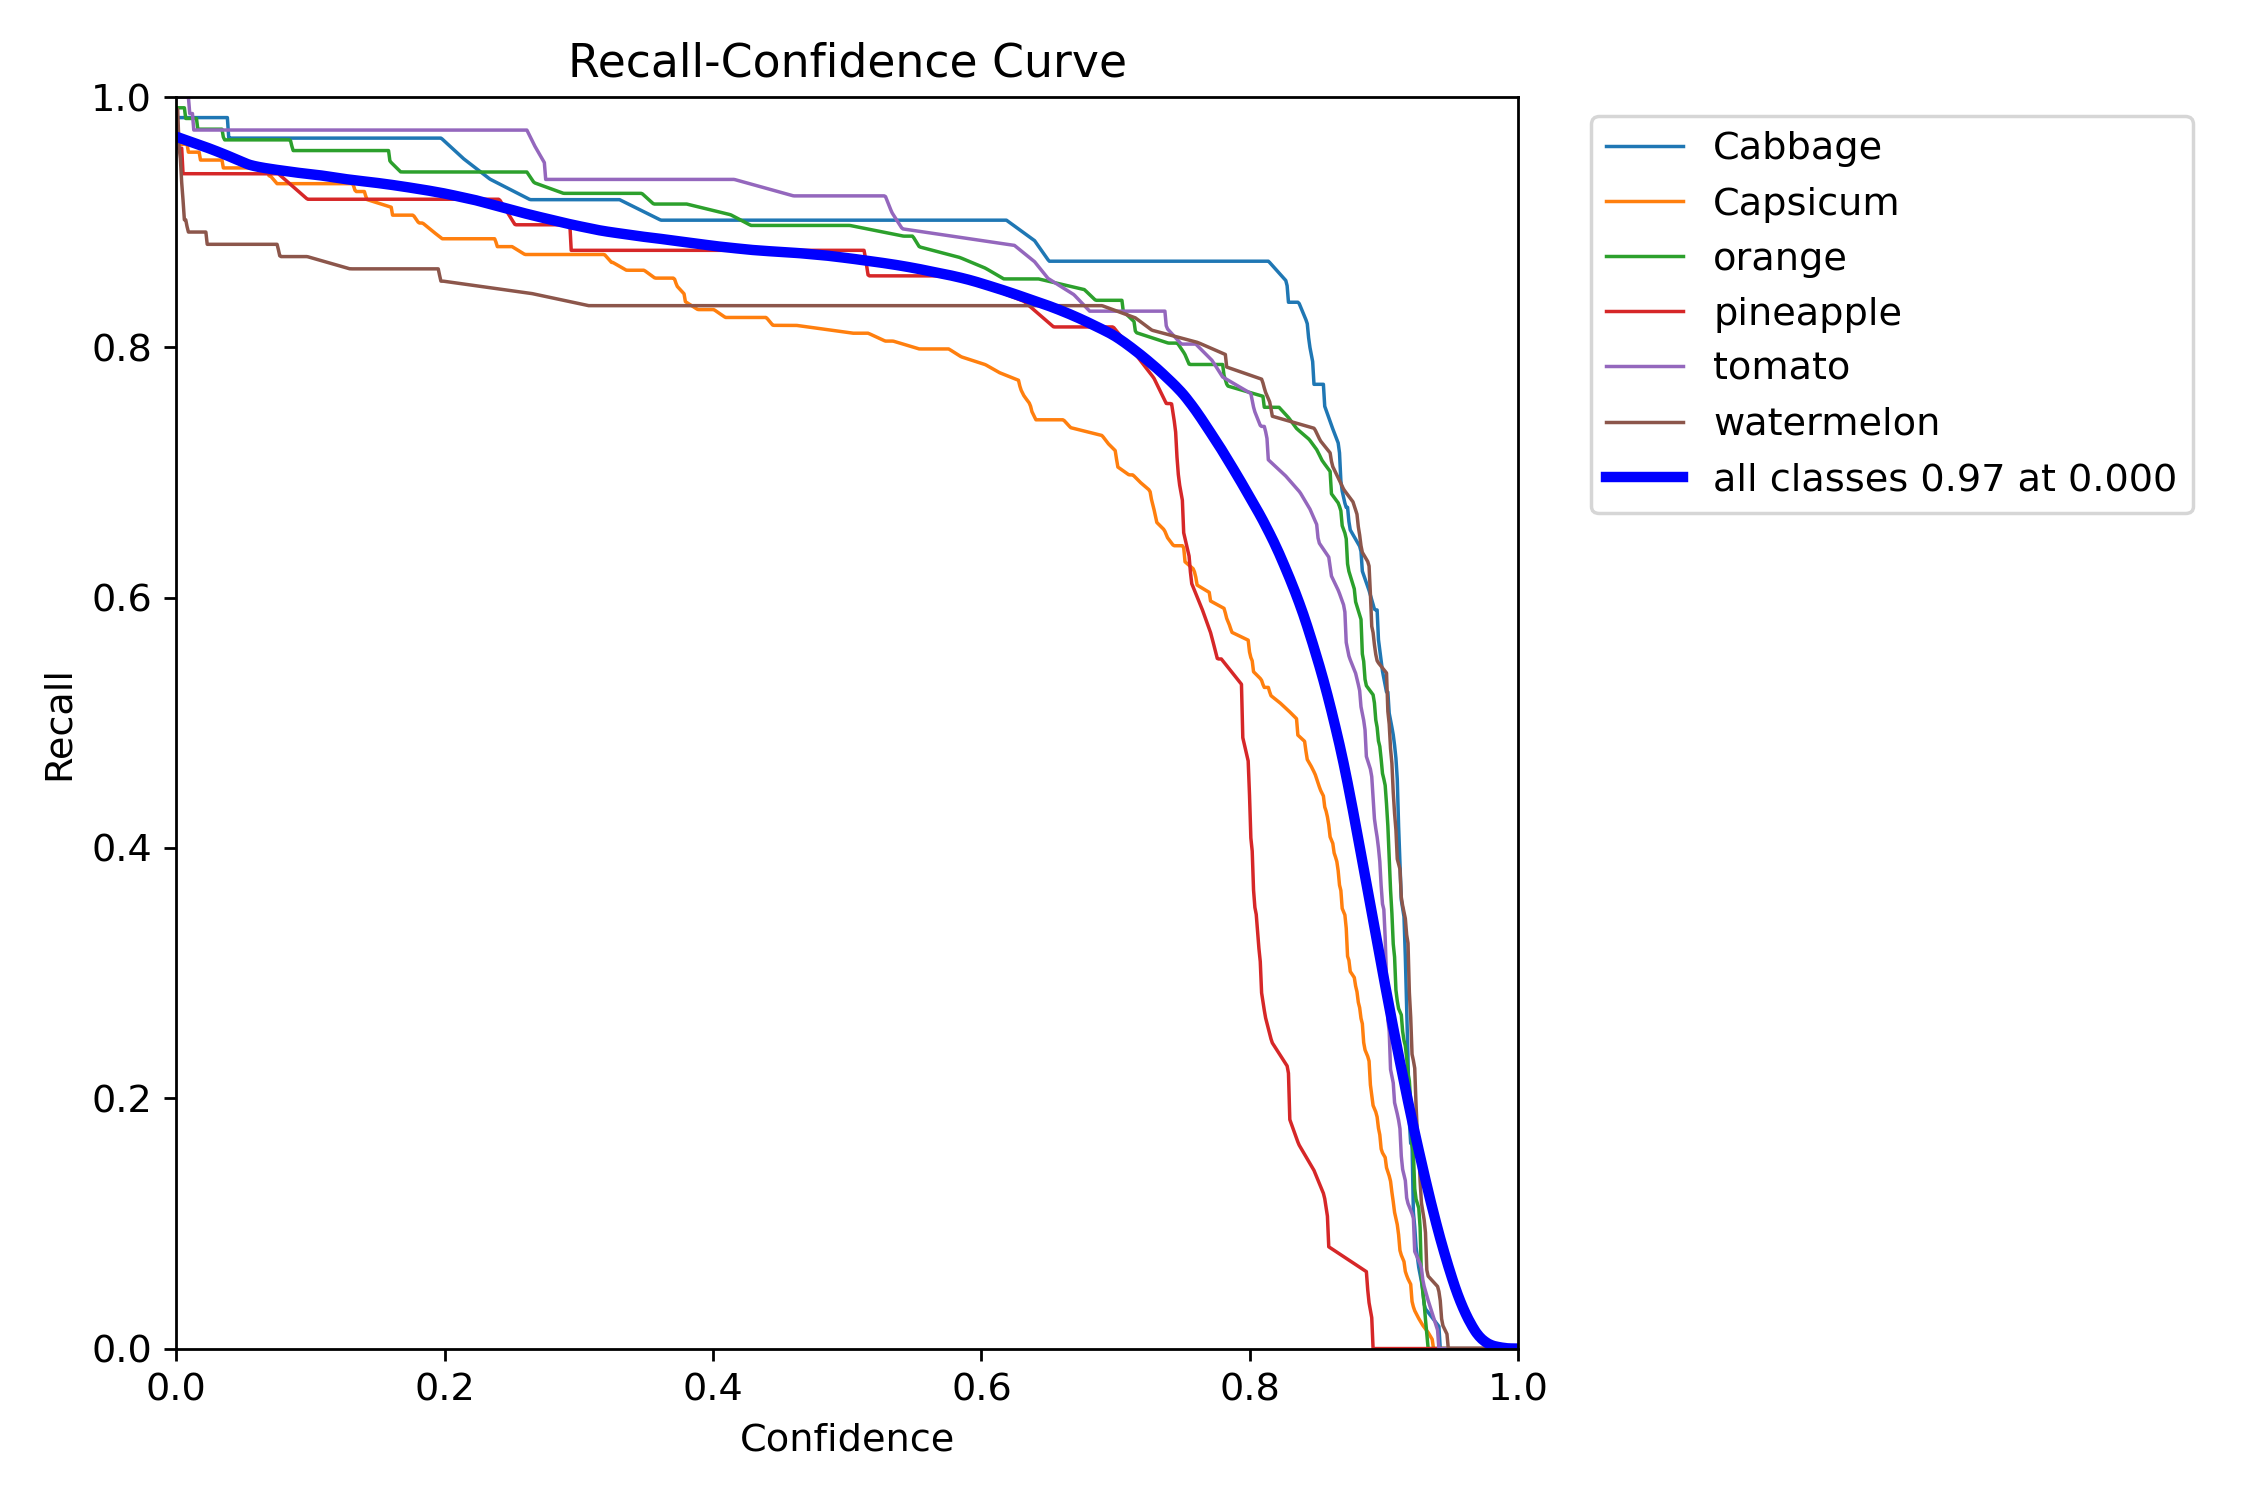 Recall-Confidence Curve
1.0
0.8
0.6
0.4
0.2
0.0
Recall
0.0 0.2 0.4 0.6 0.8 1.0
Confidence
Cabbage
Capsicum
orange
pineapple
tomato
watermelon
all classes 0.97 at 0.000